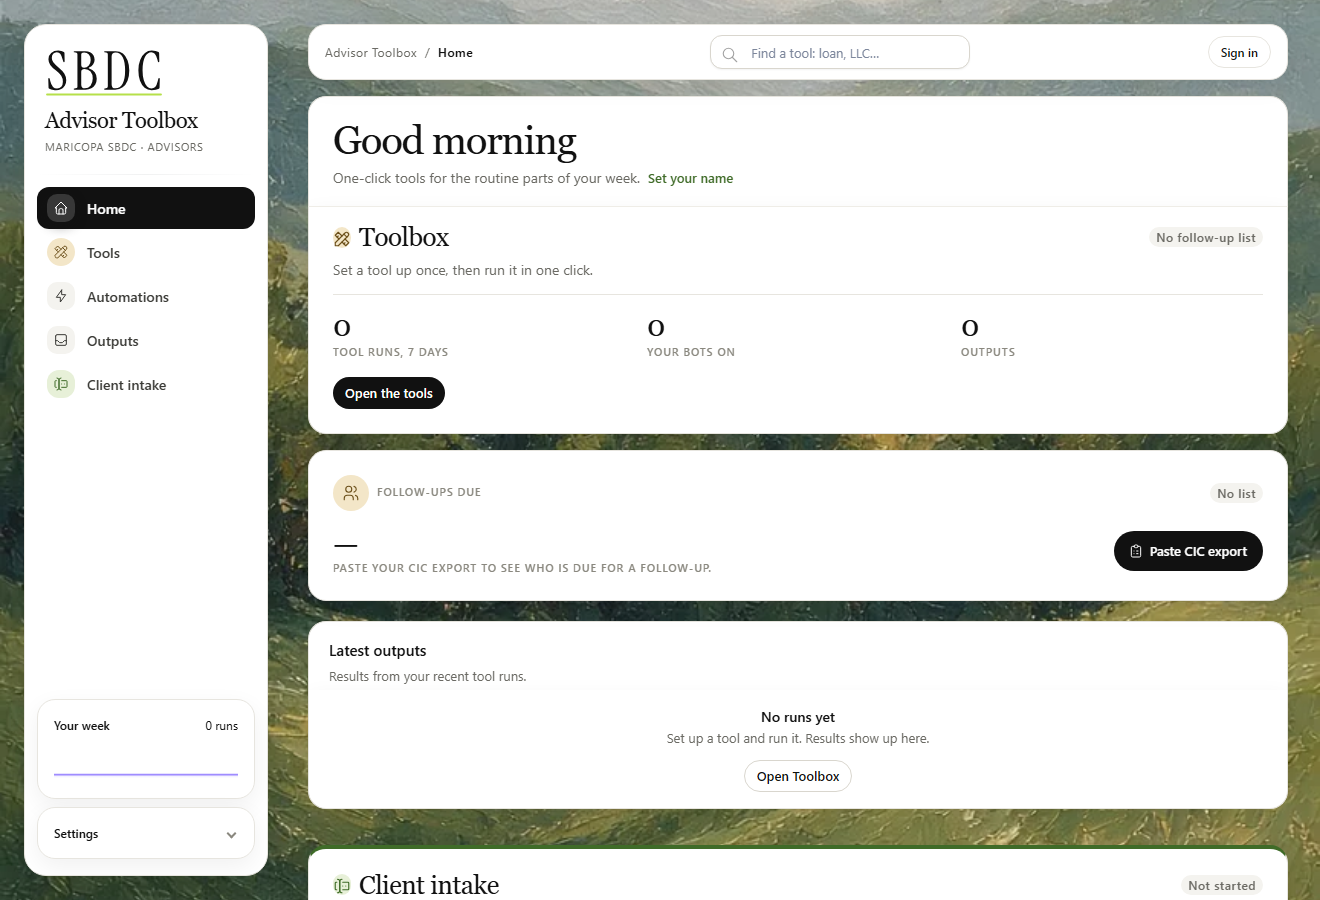 SBDC
Advisor Toolbox
MARICOPA SBDC · ADVISORS
Home
Tools
Automations
Outputs
Client intake
Your week 0 runs
Settings
Advisor Toolbox / Home
Find a tool: loan, LLC...
Sign in
Good morning
One-click tools for the routine parts of your week. Set your name
Toolbox
No follow-up list
Set a tool up once, then run it in one click.
0 0 0
TOOL RUNS, 7 DAYS YOUR BOTS ON OUTPUTS
Open the tools
FOLLOW-UPS DUE
No list
—
PASTE YOUR CIC EXPORT TO SEE WHO IS DUE FOR A FOLLOW-UP.
Paste CIC export
Latest outputs
Results from your recent tool runs.
No runs yet
Set up a tool and run it. Results show up here.
Open Toolbox
Client intake
Not started